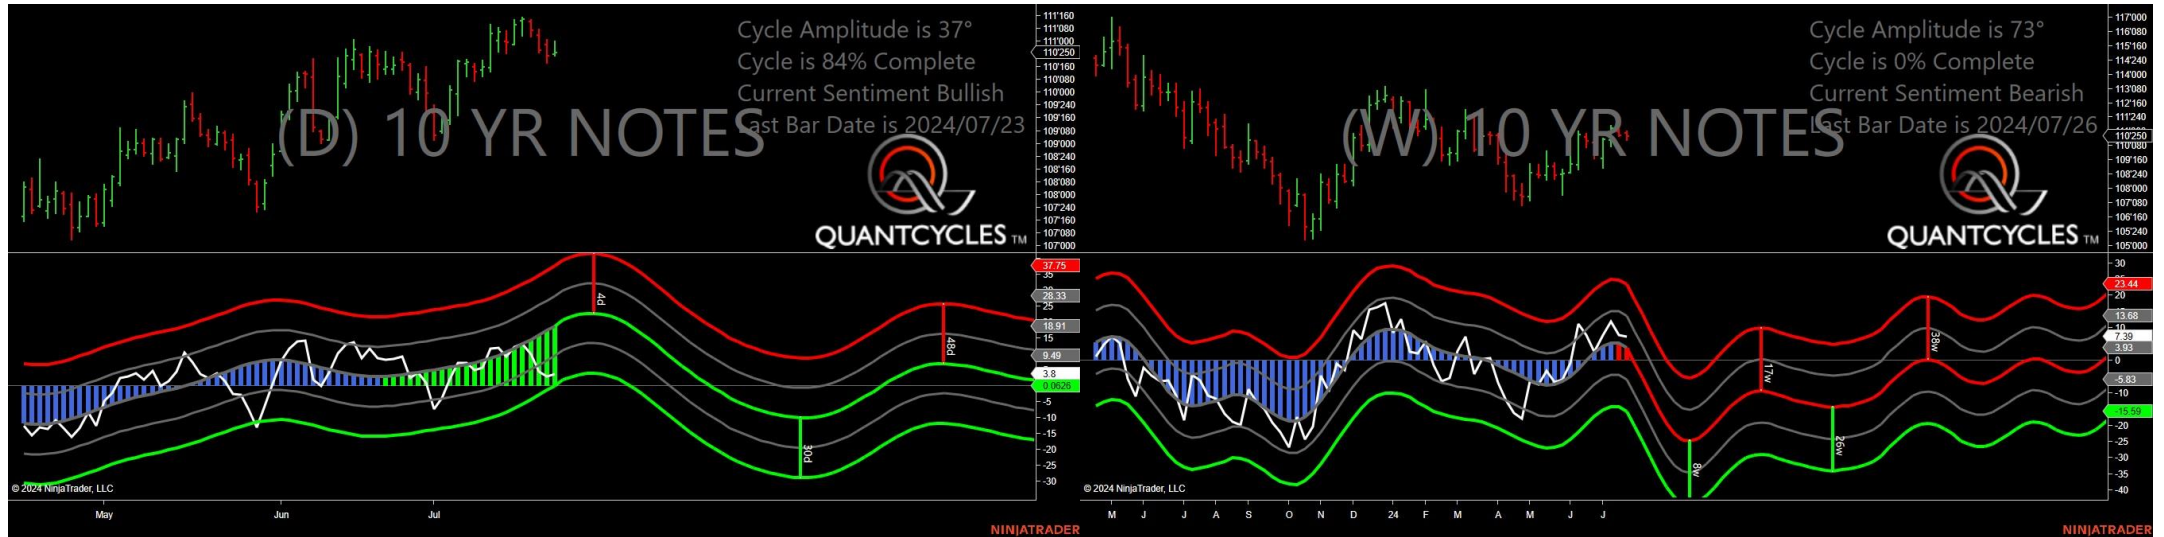 Cycle Amplitude is 37°
Cycle is 84% Complete
Current Sentiment Bullish
Last Bar Date is 2024/07/23
(D) 10 YR NOTES
QUANTCYCLES TM
111'160
111'080
111'000
110'250
110'160
110'080
110'000
109'240
109'160
109'080
109'000
108'240
108'160
108'080
108'000
107'240
107'160
107'080
107'000
37.75
35
28.33
25
18.91
15
9.49
3.8
0.0626
-5
-10
-15
-20
-25
-30
4d
30d
48d
© 2024 NinjaTrader, LLC
May Jun Jul
NINJATRADER
Cycle Amplitude is 73°
Cycle is 0% Complete
Current Sentiment Bearish
Last Bar Date is 2024/07/26
(W) 10 YR NOTES
QUANTCYCLES TM
117'000
116'080
115'160
114'240
114'000
113'080
112'160
111'240
110'250
110'080
109'160
108'240
108'000
107'080
106'160
105'240
105'000
30
23.44
20
13.68
10
7.39
3.93
0
-5.83
-10
-15.59
-20
-25
-30
-35
-40
8w
17w
26w
38w
© 2024 NinjaTrader, LLC
M J J A S O N D 24 F M A M J J
NINJATRADER